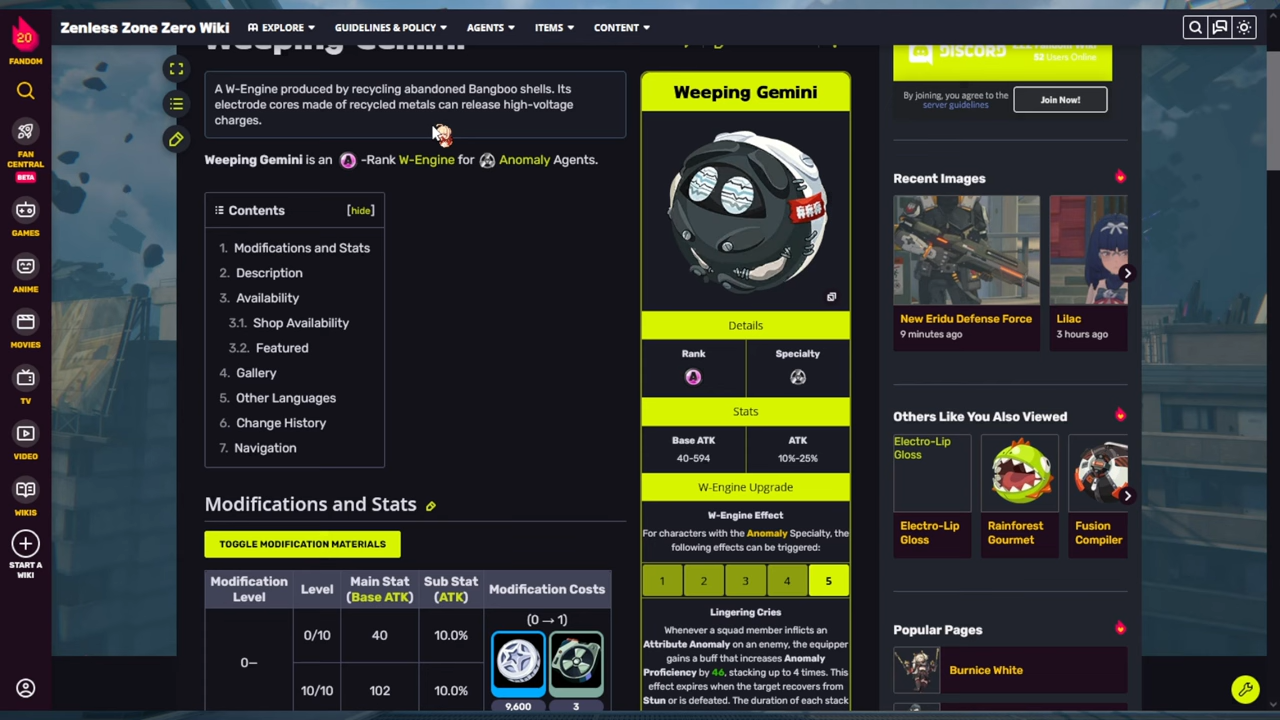 20
FANDOM
FAN
CENTRAL
BETA
GAMES
ANIME
MOVIES
TV
VIDEO
WIKIS
START A
WIKI
Zenless Zone Zero Wiki
EXPLORE
GUIDELINES & POLICY
AGENTS
ITEMS
CONTENT
Weeping Gemini
A W-Engine produced by recycling abandoned Bangboo shells. Its
electrode cores made of recycled metals can release high-voltage
charges.
Weeping Gemini is an A -Rank W-Engine for Anomaly Agents.
Contents [hide]
1. Modifications and Stats
2. Description
3. Availability
3.1. Shop Availability
3.2. Featured
4. Gallery
5. Other Languages
6. Change History
7. Navigation
Modifications and Stats
TOGGLE MODIFICATION MATERIALS
Modification
Level
Level
Main Stat
(Base ATK)
Sub Stat
(ATK)
Modification Costs
0–
0/10
40
10.0%
10/10
102
10.0%
(0 → 1)
9,600
3
Weeping Gemini
Details
Rank
Specialty
A
Stats
Base ATK
ATK
40-594
10%-25%
W-Engine Upgrade
W-Engine Effect
For characters with the Anomaly Specialty, the
following effects can be triggered:
1 2 3 4 5
Lingering Cries
Whenever a squad member inflicts an
Attribute Anomaly on an enemy, the equipper
gains a buff that increases Anomaly
Proficiency by 46, stacking up to 4 times. This
effect expires when the target recovers from
Stun or is defeated. The duration of each stack
DISCORD
52 Users Online
By joining, you agree to the
server guidelines
Join Now!
Recent Images
New Eridu Defense Force
9 minutes ago
Lilac
3 hours ago
Others Like You Also Viewed
Electro-Lip
Gloss
Electro-Lip
Gloss
Rainforest
Gourmet
Fusion
Compiler
Popular Pages
Burnice White